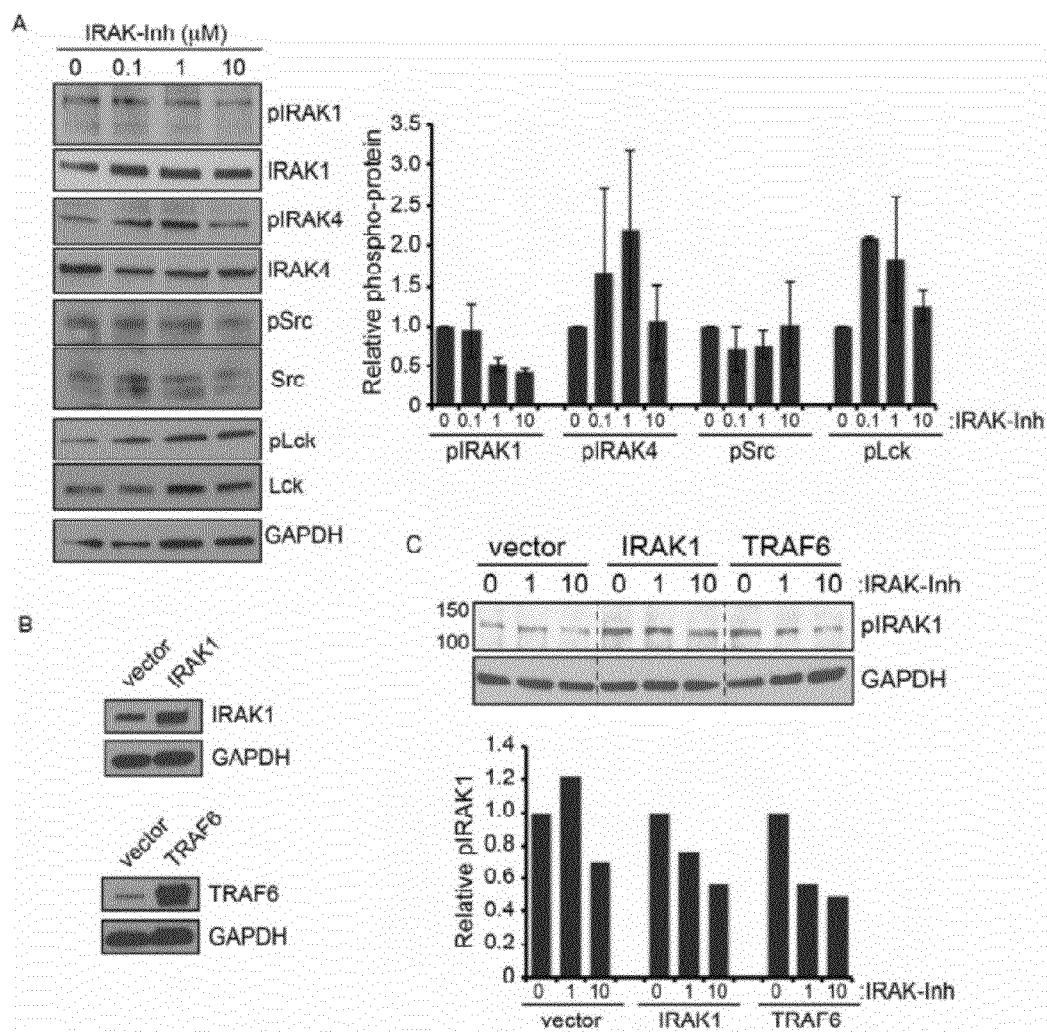 A
IRAK-Inh (μM)
0 0.1 1 10
pIRAK1
IRAK1
pIRAK4
IRAK4
pSrc
Src
pLck
Lck
GAPDH
Relative phospho-protein
3.5
3.0
2.5
2.0
1.5
1.0
0.5
0
0 0.1 1 10 0 0.1 1 10 0 0.1 1 10 0 0.1 1 10 :IRAK-Inh
pIRAK1 pIRAK4 pSrc pLck
B
vector IRAK1
IRAK1
GAPDH
vector TRAF6
TRAF6
GAPDH
C
vector IRAK1 TRAF6
0 1 10 0 1 10 0 1 10 :IRAK-Inh
150
100
pIRAK1
GAPDH
Relative pIRAK1
1.4
1.2
1.0
0.8
0.6
0.4
0.2
0
0 1 10 0 1 10 0 1 10 :IRAK-Inh
vector IRAK1 TRAF6